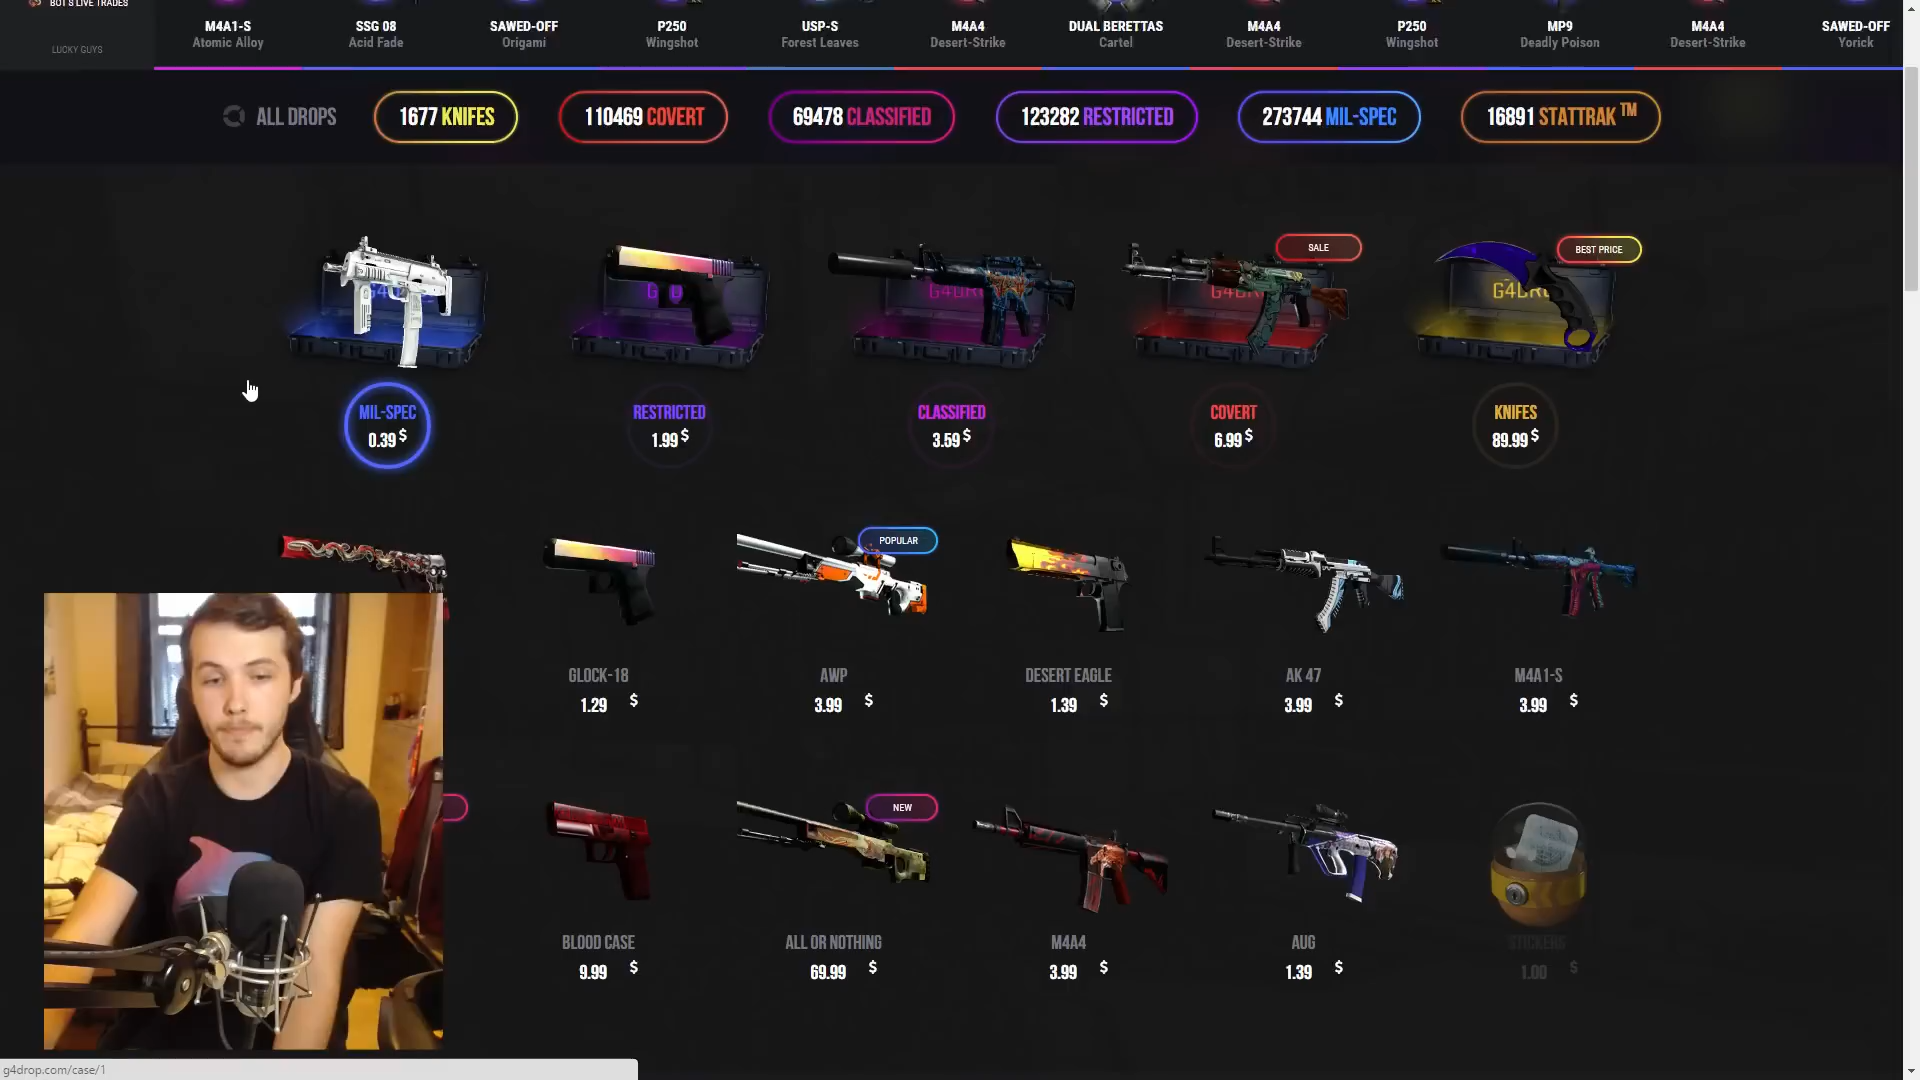 BOT'S LIVE TRADES
LUCKY GUYS
M4A1-S
Atomic Alloy
SSG 08
Acid Fade
SAWED-OFF
Origami
P250
Wingshot
USP-S
Forest Leaves
M4A4
Desert-Strike
DUAL BERETTAS
Cartel
M4A4
Desert-Strike
P250
Wingshot
MP9
Deadly Poison
M4A4
Desert-Strike
SAWED-OFF
Yorick
ALL DROPS
1677 KNIFES
110469 COVERT
69478 CLASSIFIED
123282 RESTRICTED
273744 MIL-SPEC
16891 STATTRAK™
SALE
BEST PRICE
MIL-SPEC
0.39 $
RESTRICTED
1.99 $
CLASSIFIED
3.59 $
COVERT
6.99 $
KNIFES
89.99 $
POPULAR
GLOCK-18
1.29 $
AWP
3.99 $
DESERT EAGLE
1.39 $
AK 47
3.99 $
M4A1-S
3.99 $
NEW
BLOOD CASE
9.99 $
ALL OR NOTHING
69.99 $
M4A4
3.99 $
AUG
1.39 $
STICKERS
1.00 $
g4drop.com/case/1